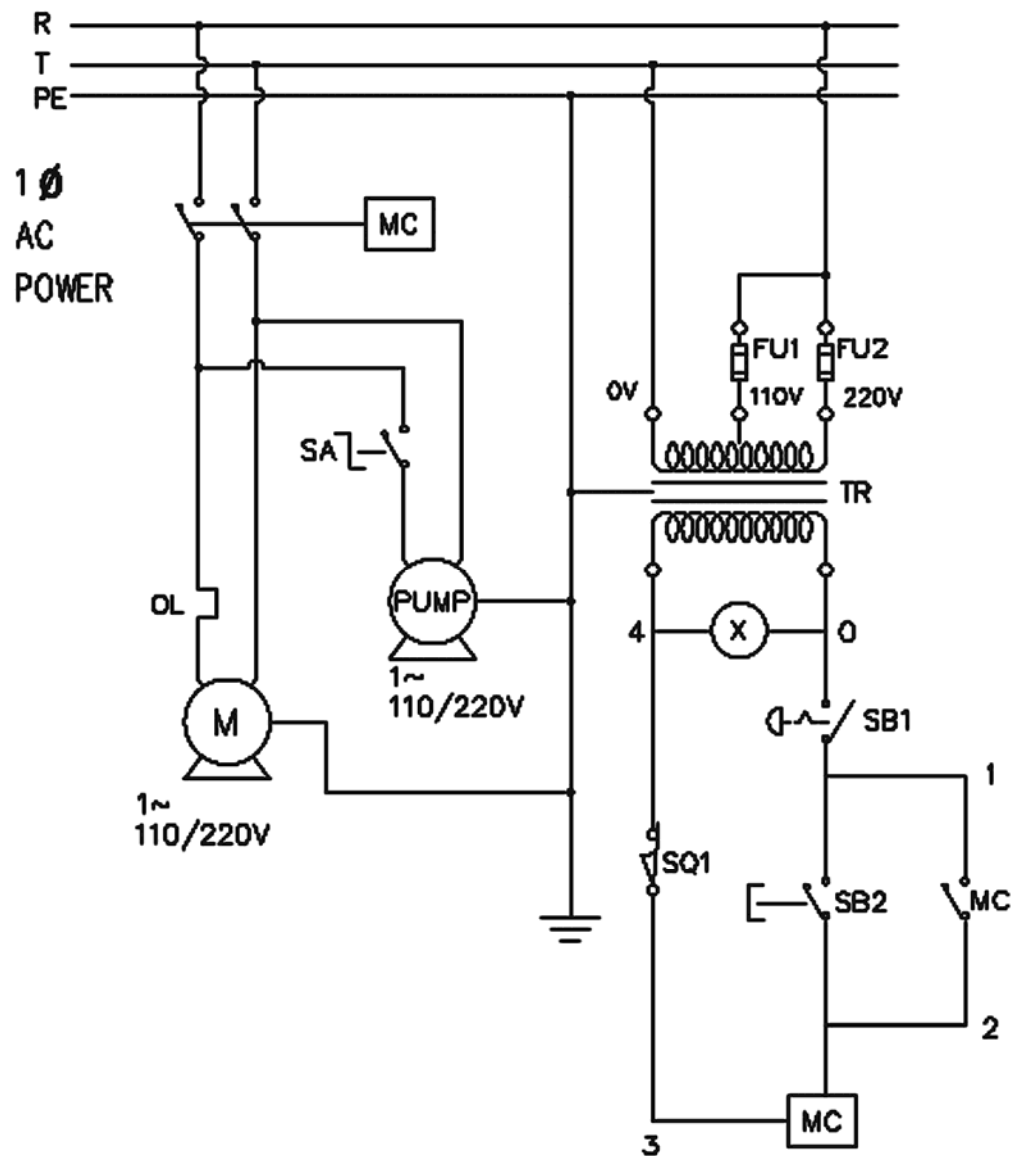 R
T
PE
1 Ø
AC
POWER
MC
FU1
FU2
0V
110V
220V
SA
TR
OL
PUMP
4
X
0
1~
110/220V
M
SB1
1
1~
110/220V
SQ1
SB2
MC
2
MC
3